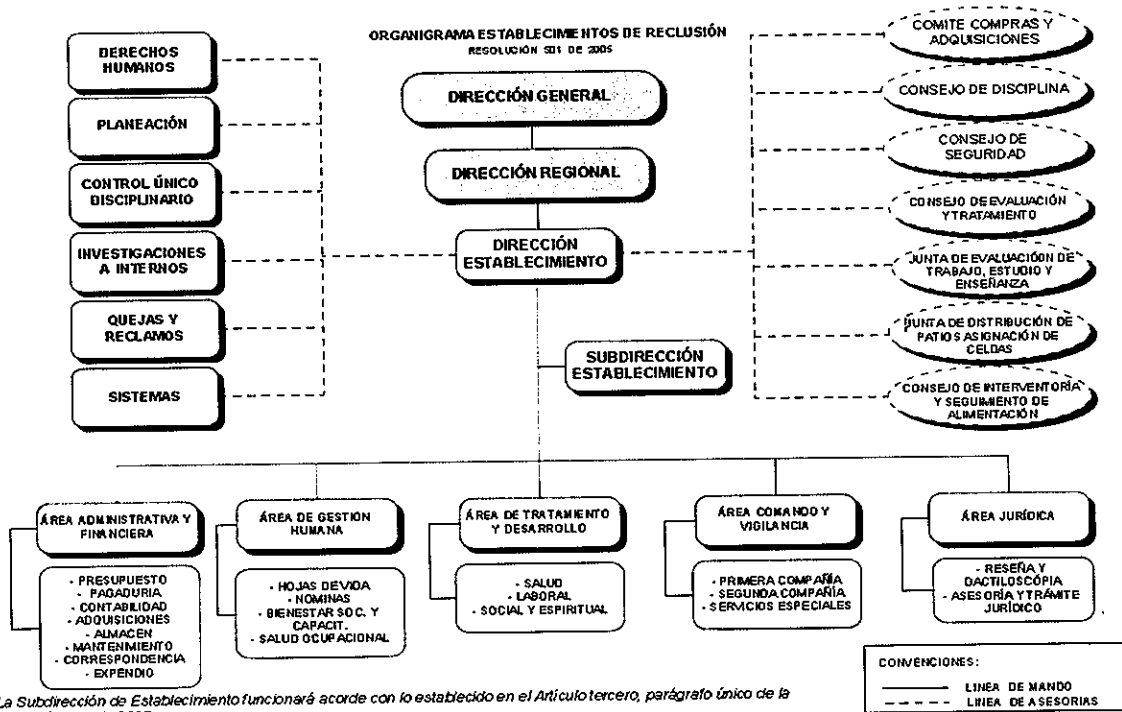 ORGANIGRAMA ESTABLECIMIENTOS DE RECLUSIÓN
RESOLUCIÓN 501 DE 2005
DIRECCIÓN GENERAL
DIRECCIÓN REGIONAL
DIRECCIÓN
ESTABLECIMIENTO
SUBDIRECCIÓN
ESTABLECIMIENTO
DERECHOS
HUMANOS
PLANEACIÓN
CONTROL ÚNICO
DISCIPLINARIO
INVESTIGACIONES
A INTERNOS
QUEJAS Y
RECLAMOS
SISTEMAS
COMITE COMPRAS Y
ADQUISICIONES
CONSEJO DE DISCIPLINA
CONSEJO DE
SEGURIDAD
CONSEJO DE EVALUACIÓN
Y TRATAMIENTO
JUNTA DE EVALUACIÓN DE
TRABAJO, ESTUDIO Y
ENSEÑANZA
JUNTA DE DISTRIBUCIÓN DE
PATIOS ASIGNACIÓN DE
CELDAS
CONSEJO DE INTERVENTORÍA
Y SEGUIMIENTO DE
ALIMENTACIÓN
ÁREA ADMINISTRATIVA Y
FINANCIERA
- PRESUPUESTO
- PAGADURIA
- CONTABILIDAD
- ADQUISICIONES
- ALMACEN
- MANTENIMIENTO
- CORRESPONDENCIA
- EXPENDIO
ÁREA DE GESTIÓN
HUMANA
- HOJAS DE VIDA
- NOMINAS
- BIENESTAR SOC. Y
CAPACIT.
- SALUD OCUPACIONAL
ÁREA DE TRATAMIENTO
Y DESARROLLO
- SALUD
- LABORAL
- SOCIAL Y ESPIRITUAL
ÁREA COMANDO Y
VIGILANCIA
- PRIMERA COMPAÑÍA
- SEGUNDA COMPAÑÍA
- SERVICIOS ESPECIALES
ÁREA JURÍDICA
- RESEÑA Y
DACTILOSCÓPIA
- ASESORÍA Y TRÁMITE
JURÍDICO
CONVENCIONES:
LINEA DE MANDO
LINEA DE ASESORIAS
La Subdirección de Establecimiento funcionará acorde con lo establecido en el Artículo tercero, parágrafo único de la